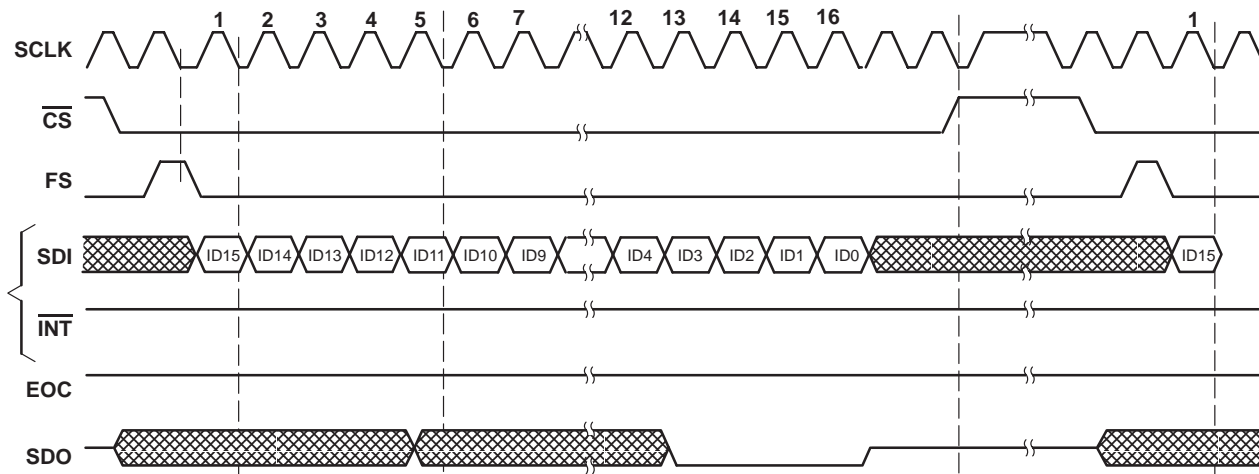 1 2 3 4 5 6 7 12 13 14 15 16 1
SCLK
CS
FS
SDI ID15 ID14 ID13 ID12 ID11 ID10 ID9 ID4 ID3 ID2 ID1 ID0 ID15
INT
EOC
SDO